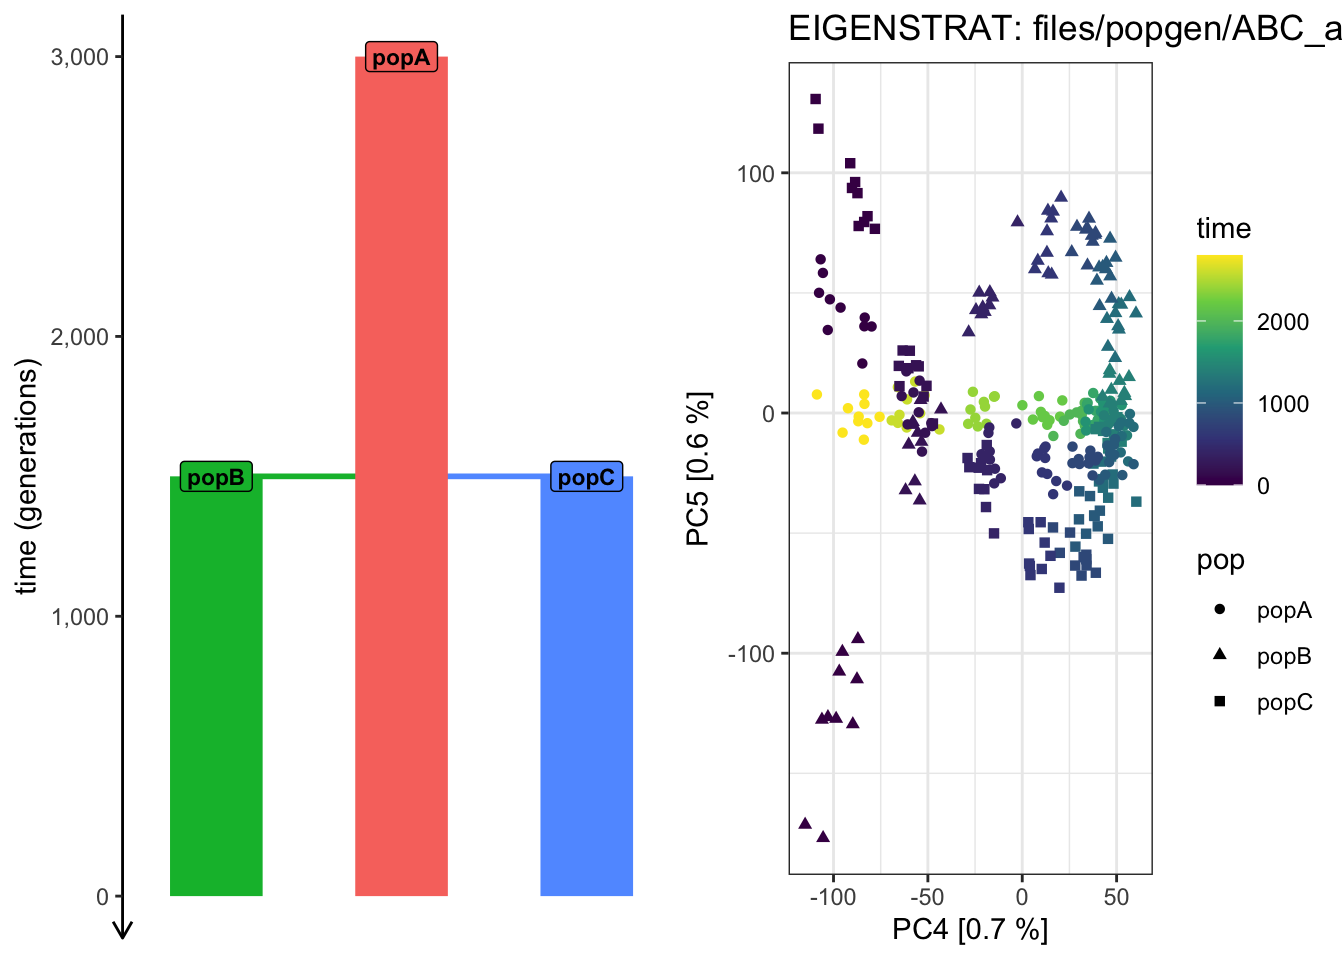 3,000
2,000
1,000
0
time (generations)
popA
popB
popC
EIGENSTRAT: files/popgen/ABC_a
100
0
-100
PC5 [0.6 %]
-100
-50
0
50
PC4 [0.7 %]
time
2000
1000
0
pop
popA
popB
popC